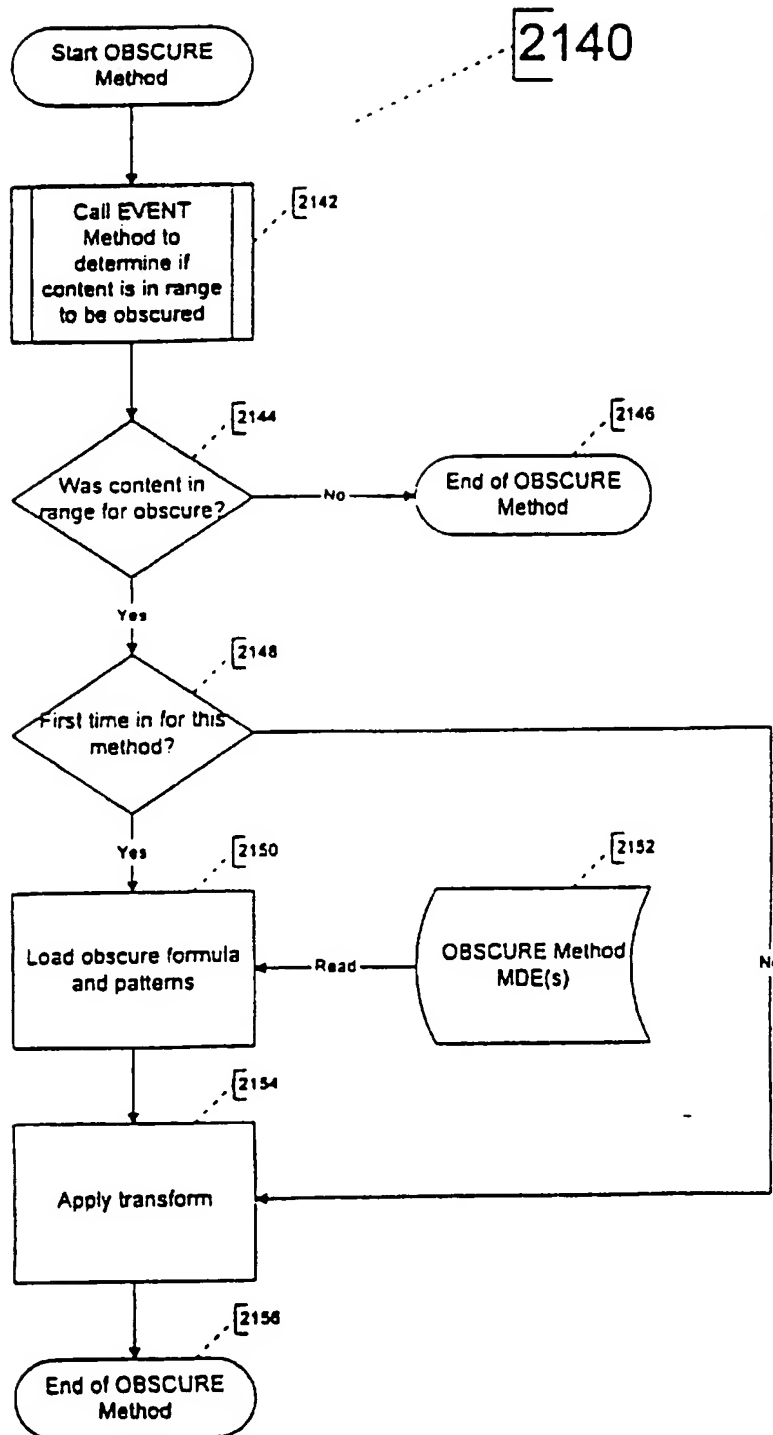 Start OBSCURE
Method
2140
Call EVENT
Method to
determine if
content is in range
to be obscured
2142
2144
Was content in
range for obscure?
No
2146
End of OBSCURE
Method
Yes
2148
First time in for this
method?
Yes
2150
Load obscure formula
and patterns
Read
2152
OBSCURE Method
MDE(s)
No
2154
Apply transform
2156
End of OBSCURE
Method